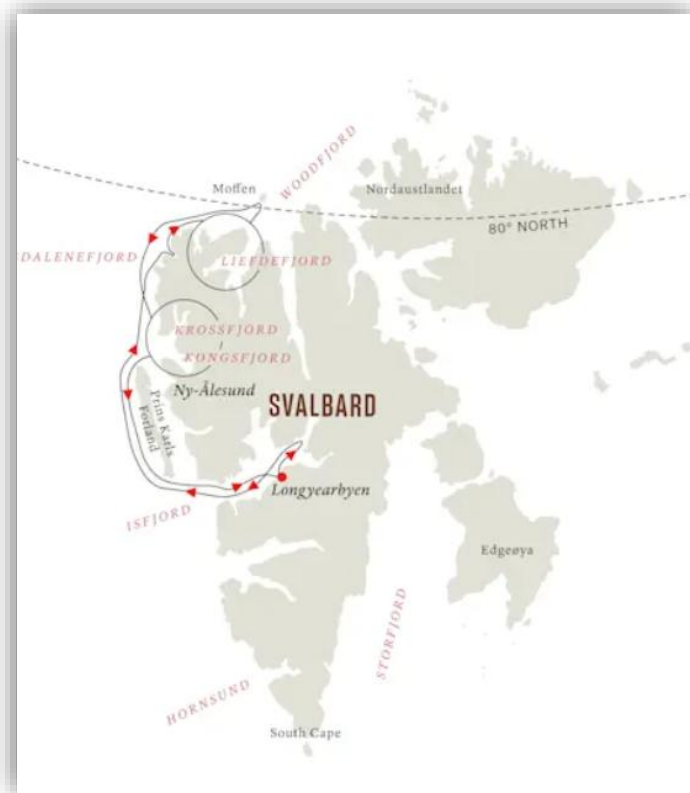 WOODFJORD
Moffen
Nordaustlandet
80° NORTH
DALENEFJORD
LIEFDEFJORD
KROSSFJORD
KONGSFJORD
Ny-Ålesund
SVALBARD
Prins Karls
Forland
Longyearbyen
ISFJORD
Edgeøya
STORFJORD
HORNSUND
South Cape